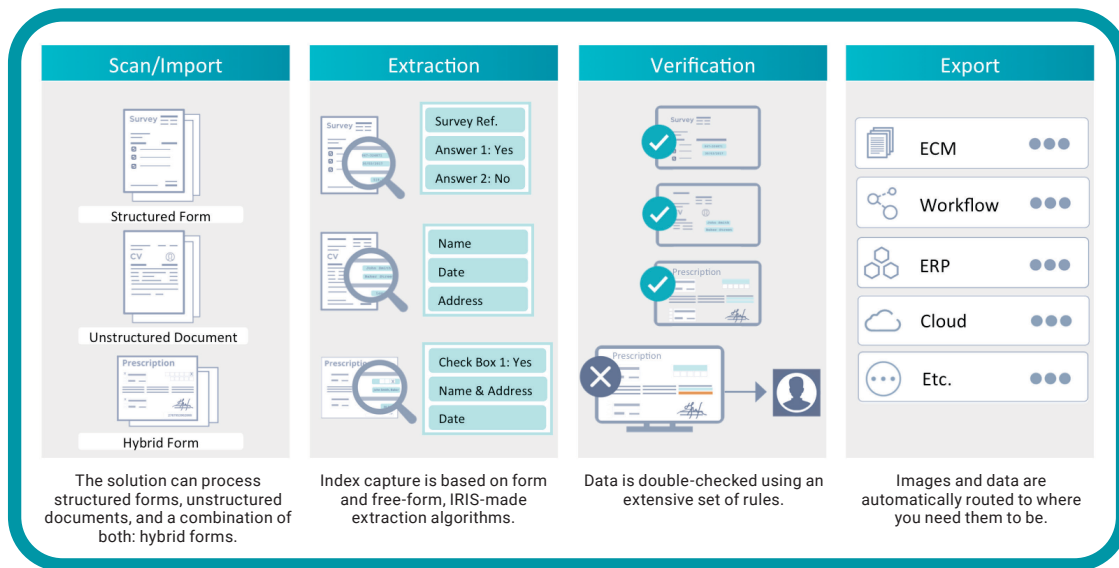 Scan/Import
Survey
Structured Form
CV
Unstructured Document
Prescription
Hybrid Form
The solution can process
structured forms, unstructured
documents, and a combination of
both: hybrid forms.
Extraction
Survey
Survey Ref.
Answer 1: Yes
Answer 2: No
CV
Name
Date
Address
Prescription
Check Box 1: Yes
Name & Address
Date
Index capture is based on form
and free-form, IRIS-made
extraction algorithms.
Verification
Survey
CV
Prescription
Prescription
Data is double-checked using an
extensive set of rules.
Export
ECM
Workflow
ERP
Cloud
Etc.
Images and data are
automatically routed to where
you need them to be.